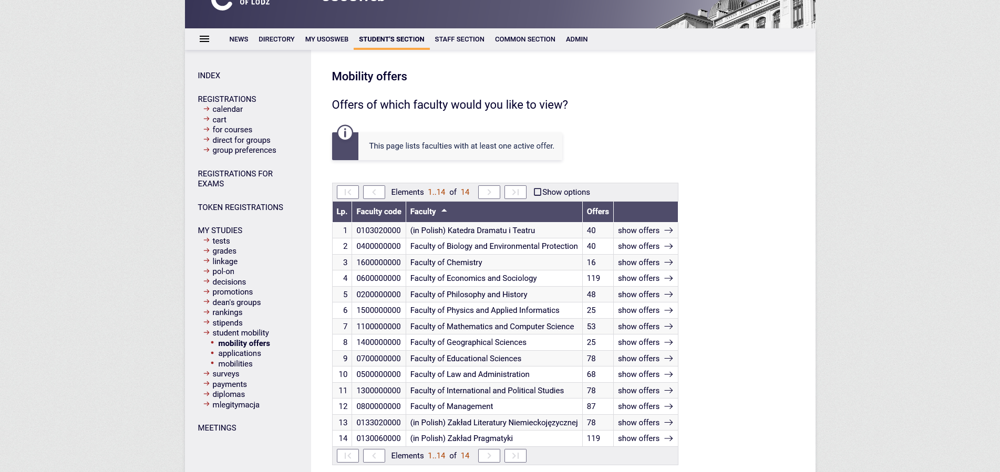 OF LODZ
NEWS DIRECTORY MY USOSWEB STUDENT'S SECTION STAFF SECTION COMMON SECTION ADMIN
INDEX
REGISTRATIONS
calendar
cart
for courses
direct for groups
group preferences
REGISTRATIONS FOR
EXAMS
TOKEN REGISTRATIONS
MY STUDIES
tests
grades
linkage
pol-on
decisions
promotions
dean's groups
rankings
stipends
student mobility
mobility offers
applications
mobilities
surveys
payments
diplomas
mlegitymacja
MEETINGS
Mobility offers
Offers of which faculty would you like to view?
This page lists faculties with at least one active offer.
Elements 1..14 of 14 Show options
Lp. Faculty code Faculty Offers
1 0103020000 (in Polish) Katedra Dramatu i Teatru 40 show offers
2 0400000000 Faculty of Biology and Environmental Protection 40 show offers
3 1600000000 Faculty of Chemistry 16 show offers
4 0600000000 Faculty of Economics and Sociology 119 show offers
5 0200000000 Faculty of Philosophy and History 48 show offers
6 1500000000 Faculty of Physics and Applied Informatics 25 show offers
7 1100000000 Faculty of Mathematics and Computer Science 53 show offers
8 1400000000 Faculty of Geographical Sciences 25 show offers
9 0700000000 Faculty of Educational Sciences 78 show offers
10 0500000000 Faculty of Law and Administration 68 show offers
11 1300000000 Faculty of International and Political Studies 78 show offers
12 0800000000 Faculty of Management 87 show offers
13 0133020000 (in Polish) Zakład Literatury Niemieckojęzycznej 78 show offers
14 0130060000 (in Polish) Zakład Pragmatyki 119 show offers
Elements 1..14 of 14